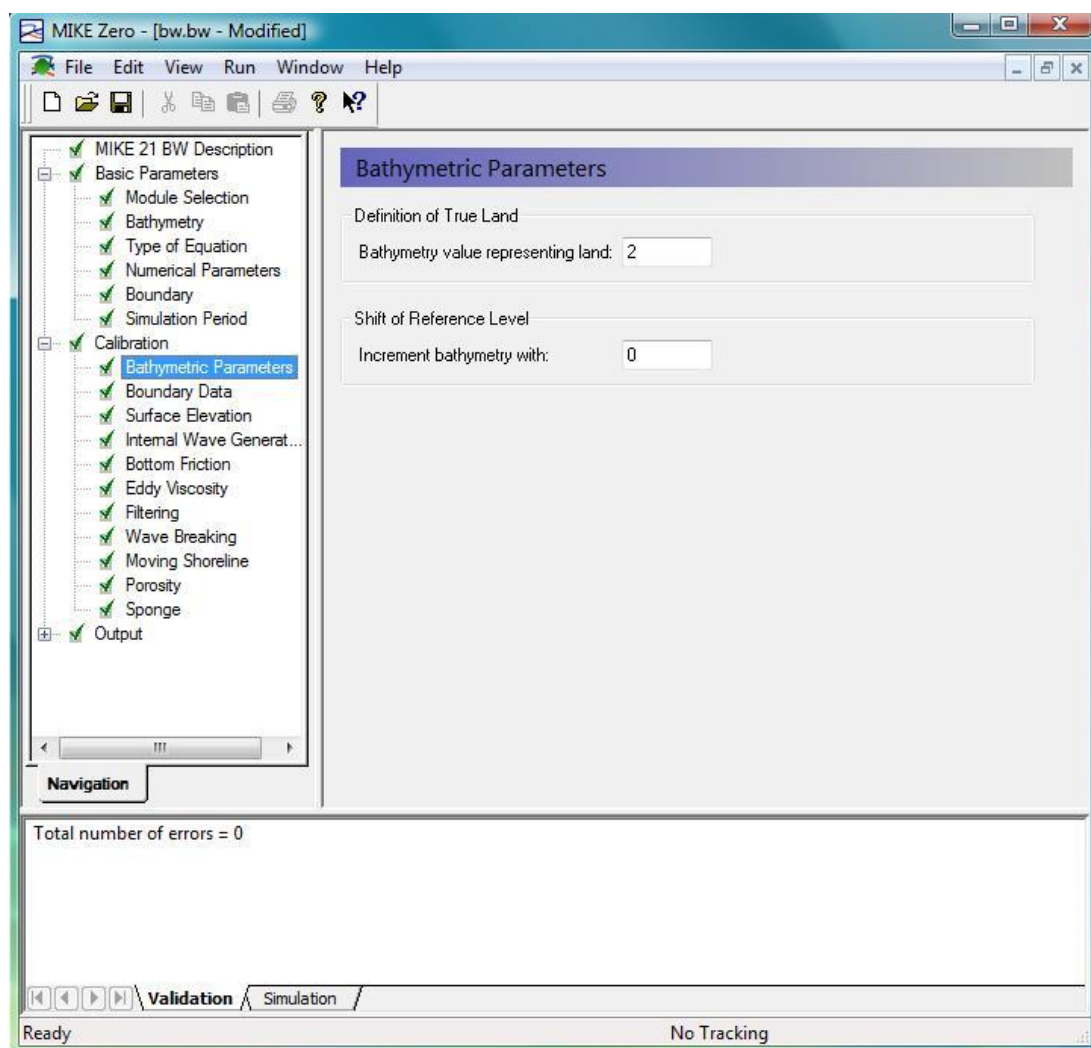 MIKE Zero - [bw.bw - Modified]
File Edit View Run Window Help
MIKE 21 BW Description
Basic Parameters
Module Selection
Bathymetry
Type of Equation
Numerical Parameters
Boundary
Simulation Period
Calibration
Bathymetric Parameters
Boundary Data
Surface Elevation
Internal Wave Generat...
Bottom Friction
Eddy Viscosity
Filtering
Wave Breaking
Moving Shoreline
Porosity
Sponge
Output
Navigation
Bathymetric Parameters
Definition of True Land
Bathymetry value representing land: 2
Shift of Reference Level
Increment bathymetry with: 0
Total number of errors = 0
Validation Simulation
Ready No Tracking